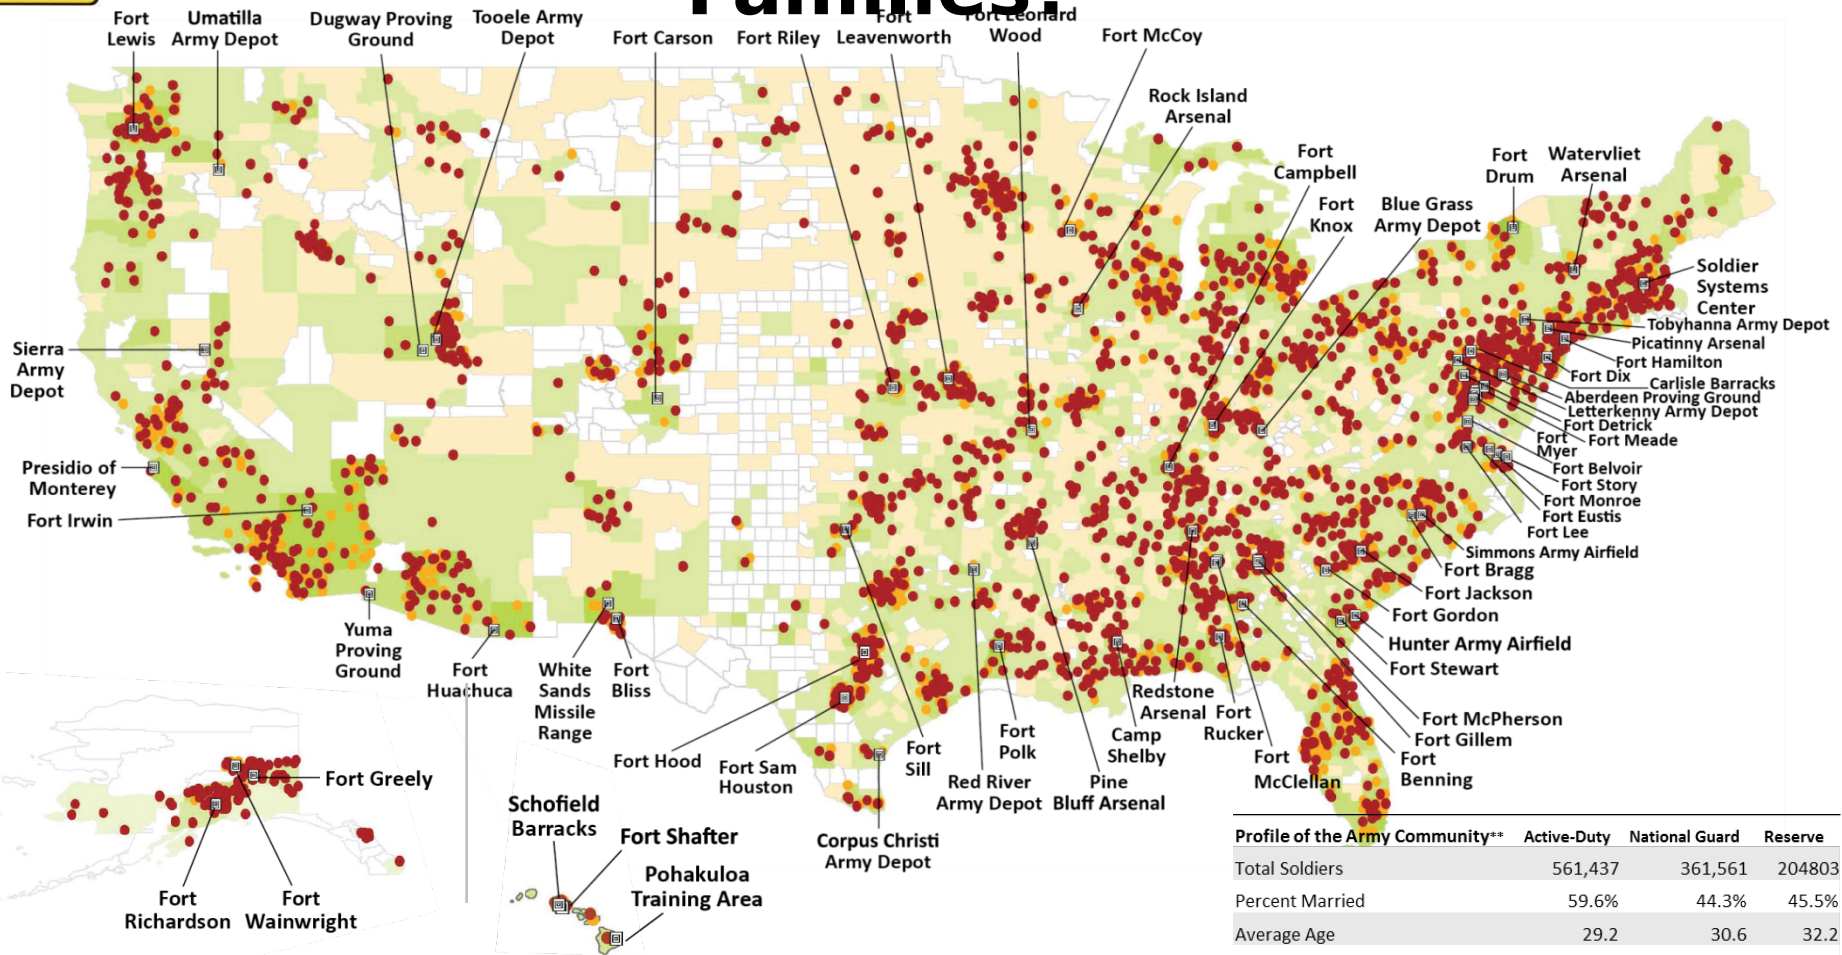 Families?
Fort
Lewis
Umatilla
Army Depot
Dugway Proving
Ground
Tooele Army
Depot
Fort Carson
Fort Riley
Fort
Leavenworth
Fort Leonard
Wood
Fort McCoy
Rock Island
Arsenal
Fort
Campbell
Fort
Knox
Blue Grass
Army Depot
Fort
Drum
Watervliet
Arsenal
Soldier
Systems
Center
Tobyhanna Army Depot
Picatinny Arsenal
Fort Hamilton
Fort Dix
Carlisle Barracks
Aberdeen Proving Ground
Letterkenny Army Depot
Fort Detrick
Fort Meade
Fort
Myer
Fort Belvoir
Fort Story
Fort Monroe
Fort Eustis
Fort Lee
Simmons Army Airfield
Fort Bragg
Fort Jackson
Fort Gordon
Hunter Army Airfield
Fort Stewart
Fort McPherson
Fort Gillem
Fort
Benning
Fort
McClellan
Fort
Rucker
Redstone
Arsenal
Camp
Shelby
Pine
Bluff Arsenal
Fort
Polk
Red River
Army Depot
Fort
Sill
Corpus Christi
Army Depot
Fort Sam
Houston
Fort Hood
Fort
Bliss
White
Sands
Missile
Range
Fort
Huachuca
Yuma
Proving
Ground
Fort Irwin
Presidio of
Monterey
Sierra
Army
Depot
Fort Greely
Fort
Richardson
Fort
Wainwright
Schofield
Barracks
Fort Shafter
Pohakuloa
Training Area
Profile of the Army Community** Active-Duty National Guard Reserve
Total Soldiers 561,437 361,561 204803
Percent Married 59.6% 44.3% 45.5%
Average Age 29.2 30.6 32.2